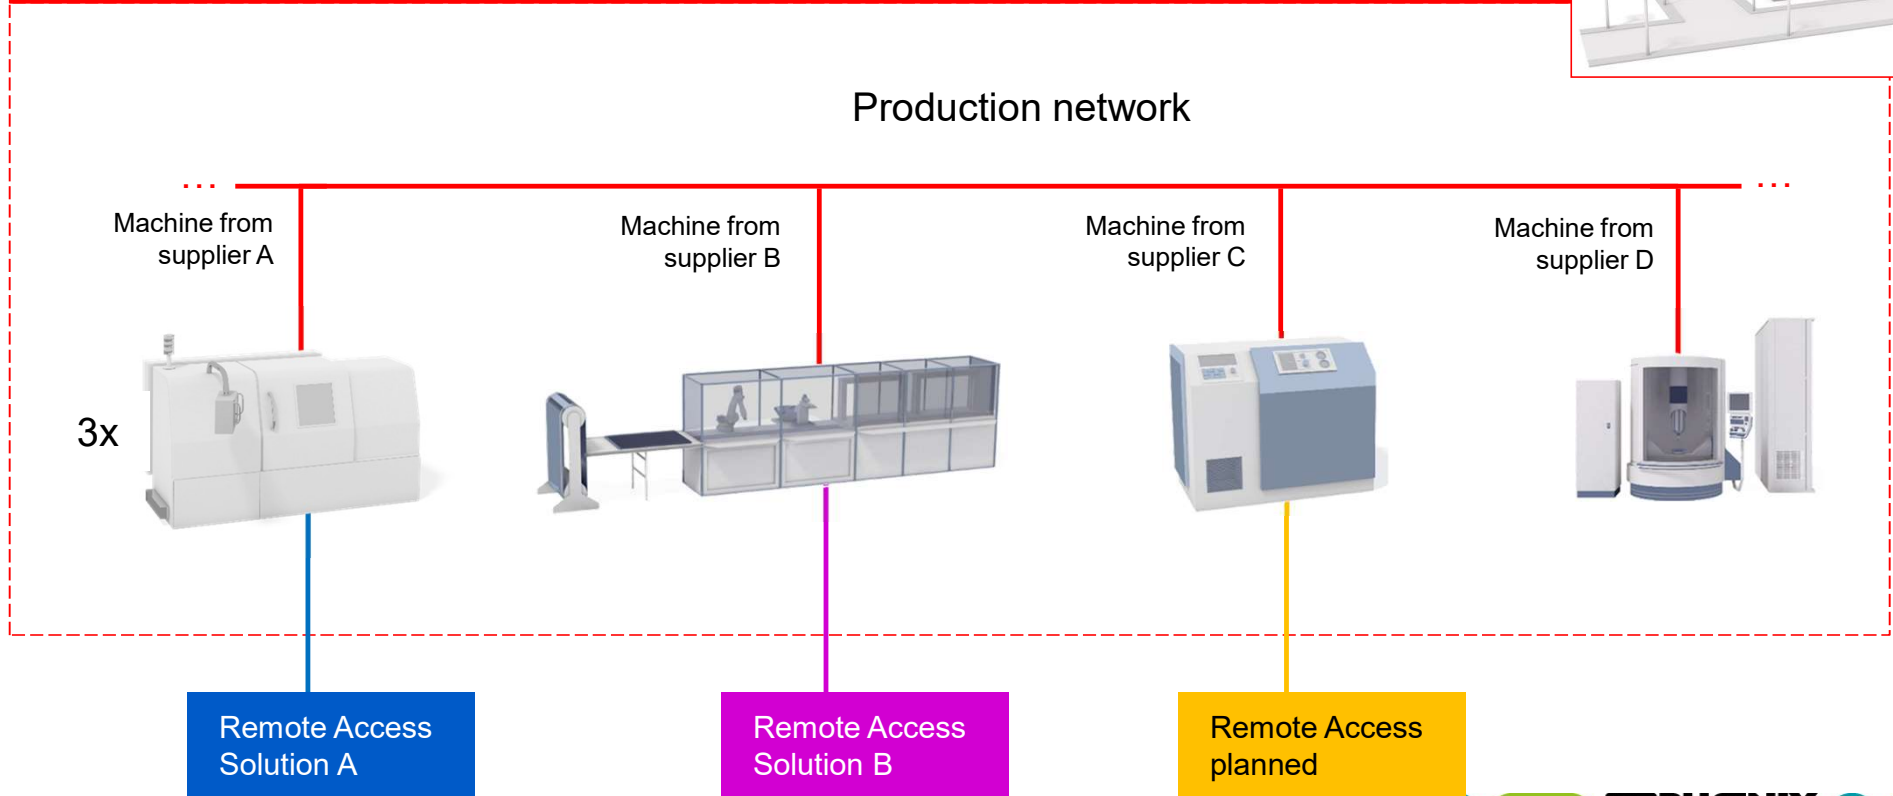 Production network
...
...
Machine from
supplier A
Machine from
supplier B
Machine from
supplier C
Machine from
supplier D
3x
Remote Access
Solution A
Remote Access
Solution B
Remote Access
planned